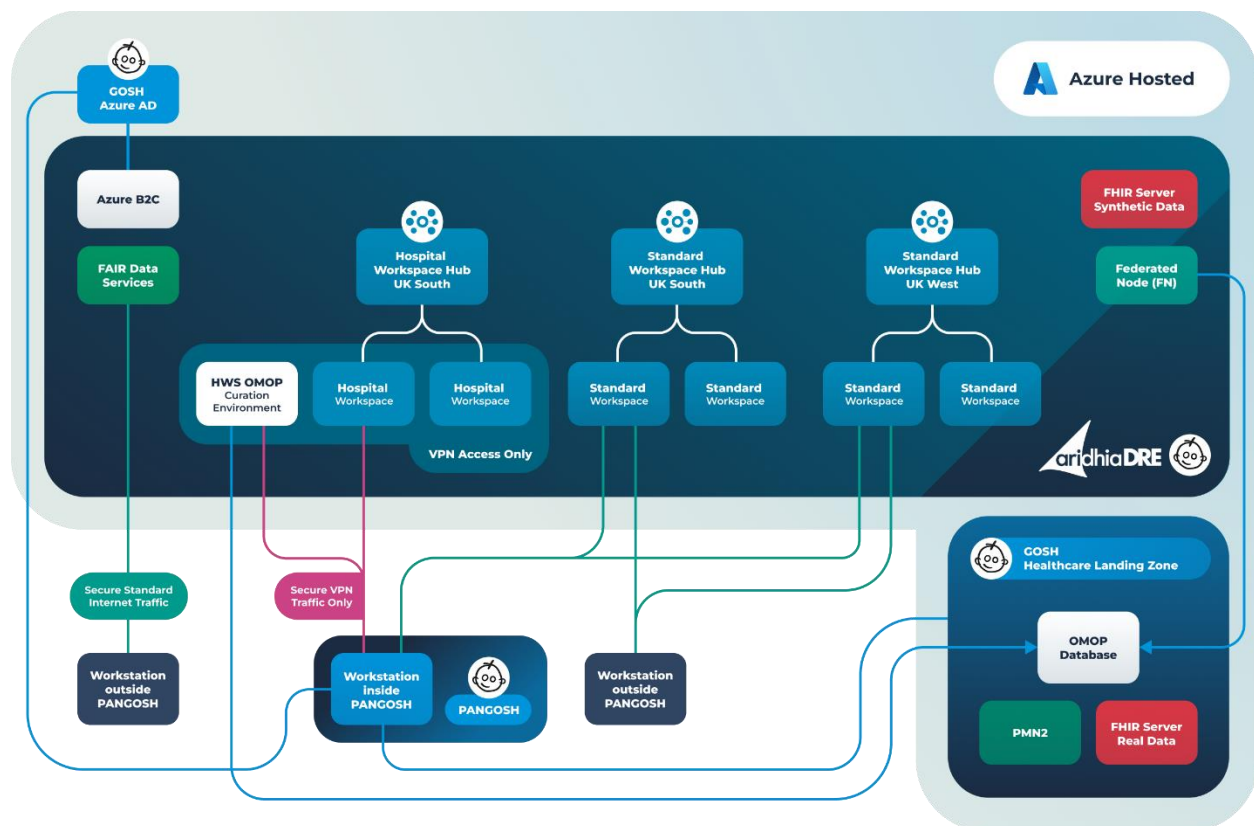 GOSH
Azure AD
Azure Hosted
Azure B2C
FAIR Data
Services
Hospital
Workspace Hub
UK South
Standard
Workspace Hub
UK South
Standard
Workspace Hub
UK West
FHIR Server
Synthetic Data
Federated
Node (FN)
HWS OMOP
Curation
Environment
Hospital
Workspace
Hospital
Workspace
Standard
Workspace
Standard
Workspace
Standard
Workspace
Standard
Workspace
VPN Access Only
aridhiaDRE
GOSH
Healthcare Landing Zone
Secure Standard
Internet Traffic
Secure VPN
Traffic Only
OMOP
Database
Workstation
outside
PANGOSH
Workstation
inside
PANGOSH
PANGOSH
Workstation
outside
PANGOSH
PMN2
FHIR Server
Real Data